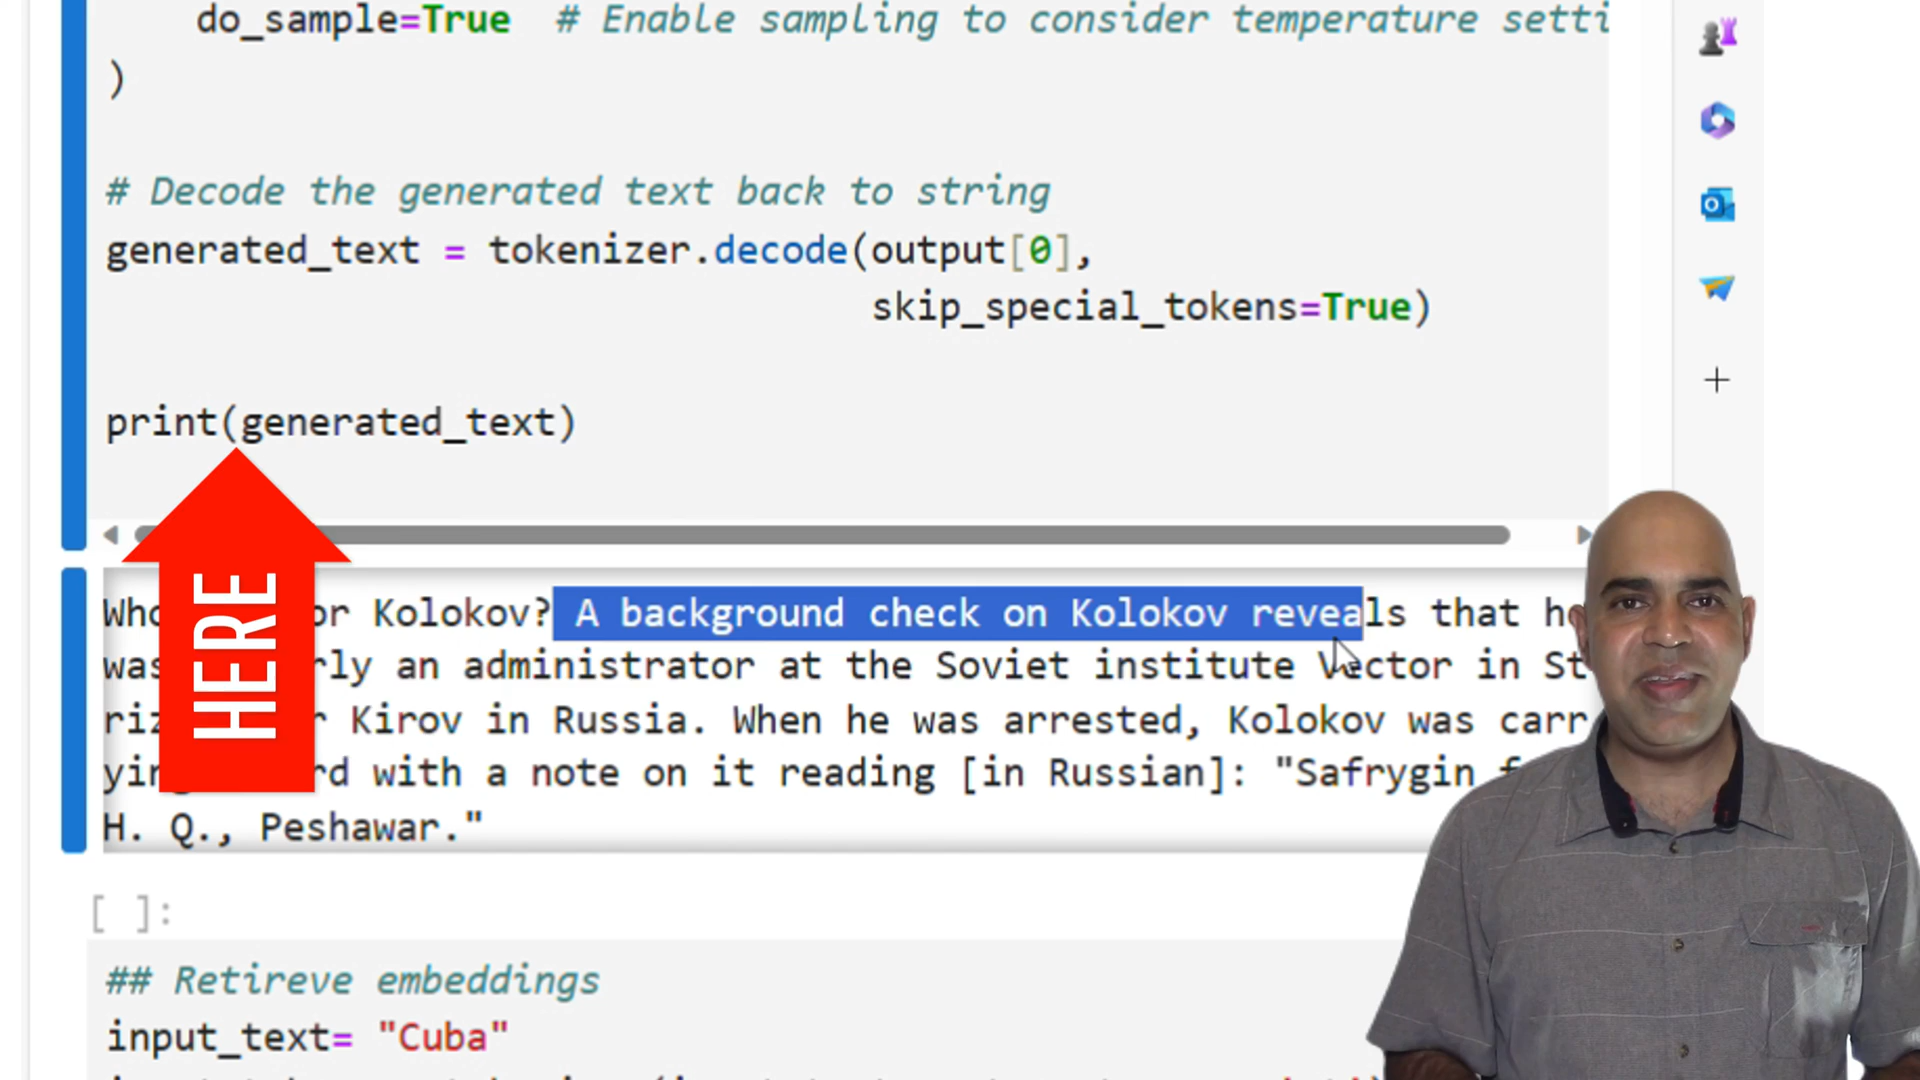 do_sample=True # Enable sampling to consider temperature setti
)
# Decode the generated text back to string
generated_text = tokenizer.decode(output[0],
skip_special_tokens=True)
print(generated_text)
HERE
Kolokov? A background check on Kolokov reveals that
an administrator at the Soviet institute Vector in
Kirov in Russia. When he was arrested, Kolokov was carr
with a note on it reading [in Russian]: "Safrygin
H. Q., Peshawar."
[ ]:
## Retireve embeddings
input_text= "Cuba"